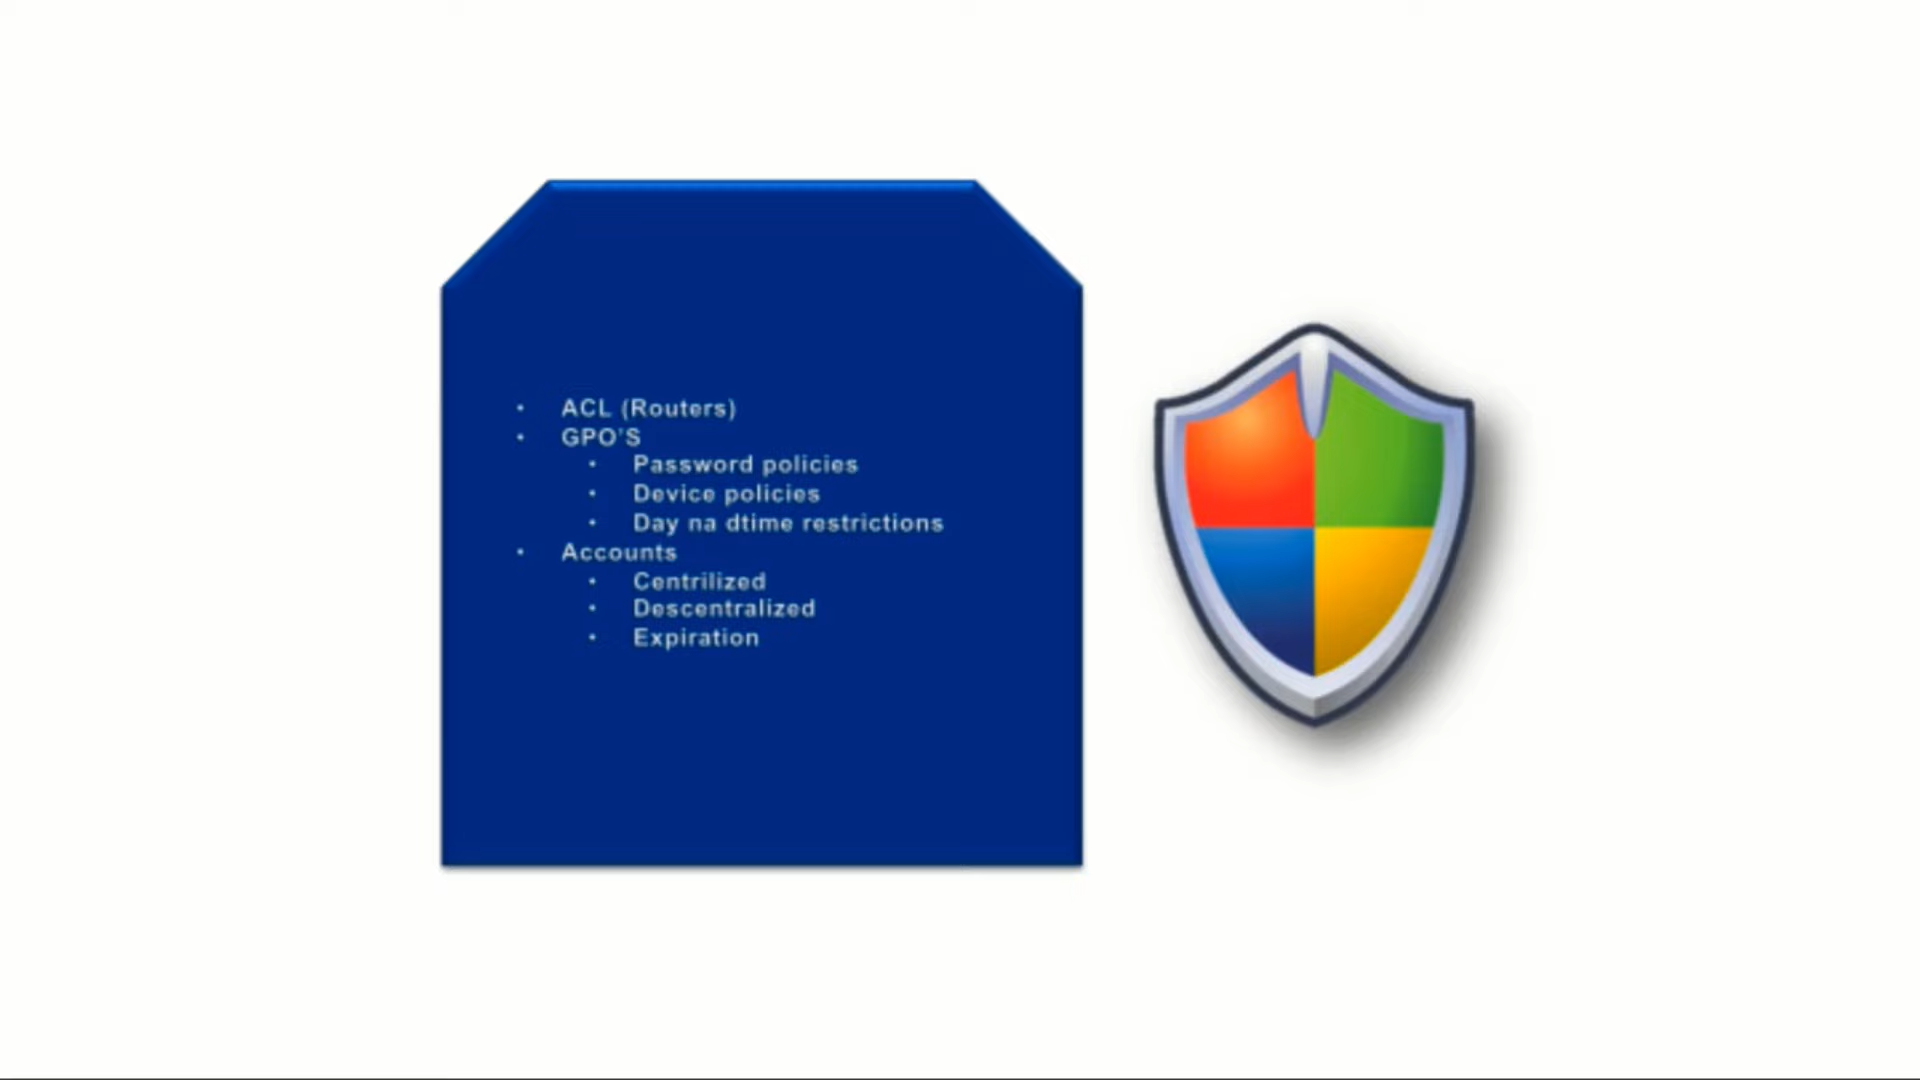 • ACL (Routers)
• GPO'S
• Password policies
• Device policies
• Day na dtime restrictions
• Accounts
• Centrilized
• Descentralized
• Expiration